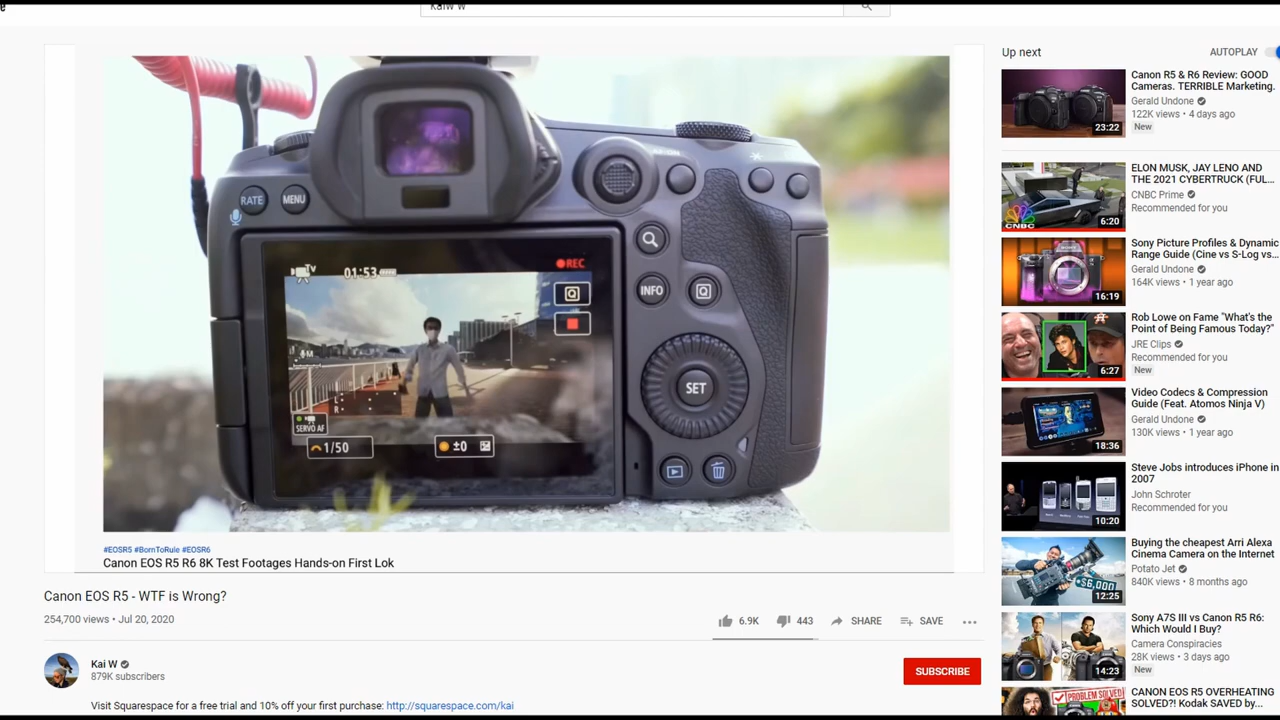 kaiw w
RATE
MENU
INFO
Q
SET
Tv
01:53
REC
Q
L
R
SERVO AF
1/50
±0
#EOSR5 #BornToRule #EOSR6
Canon EOS R5 R6 8K Test Footages Hands-on First Lok
Canon EOS R5 - WTF is Wrong?
254,700 views • Jul 20, 2020
6.9K
443
SHARE
SAVE
Kai W
879K subscribers
SUBSCRIBE
Visit Squarespace for a free trial and 10% off your first purchase: http://squarespace.com/kai
Up next
AUTOPLAY
23:22
Canon R5 & R6 Review: GOOD
Cameras. TERRIBLE Marketing.
Gerald Undone
122K views • 4 days ago
New
CNBC
6:20
ELON MUSK, JAY LENO AND
THE 2021 CYBERTRUCK (FUL...
CNBC Prime
Recommended for you
16:19
Sony Picture Profiles & Dynamic
Range Guide (Cine vs S-Log vs...
Gerald Undone
164K views • 1 year ago
6:27
Rob Lowe on Fame "What's the
Point of Being Famous Today?"
JRE Clips
Recommended for you
New
18:36
Video Codecs & Compression
Guide (Feat. Atomos Ninja V)
Gerald Undone
130K views • 1 year ago
10:20
Steve Jobs introduces iPhone in
2007
John Schroter
Recommended for you
$6,000
12:25
Buying the cheapest Arri Alexa
Cinema Camera on the Internet
Potato Jet
840K views • 8 months ago
14:23
Sony A7S III vs Canon R5 R6:
Which Would I Buy?
Camera Conspiracies
28K views • 3 days ago
New
PROBLEM SOLVED
CANON EOS R5 OVERHEATING
SOLVED?! Kodak SAVED by...